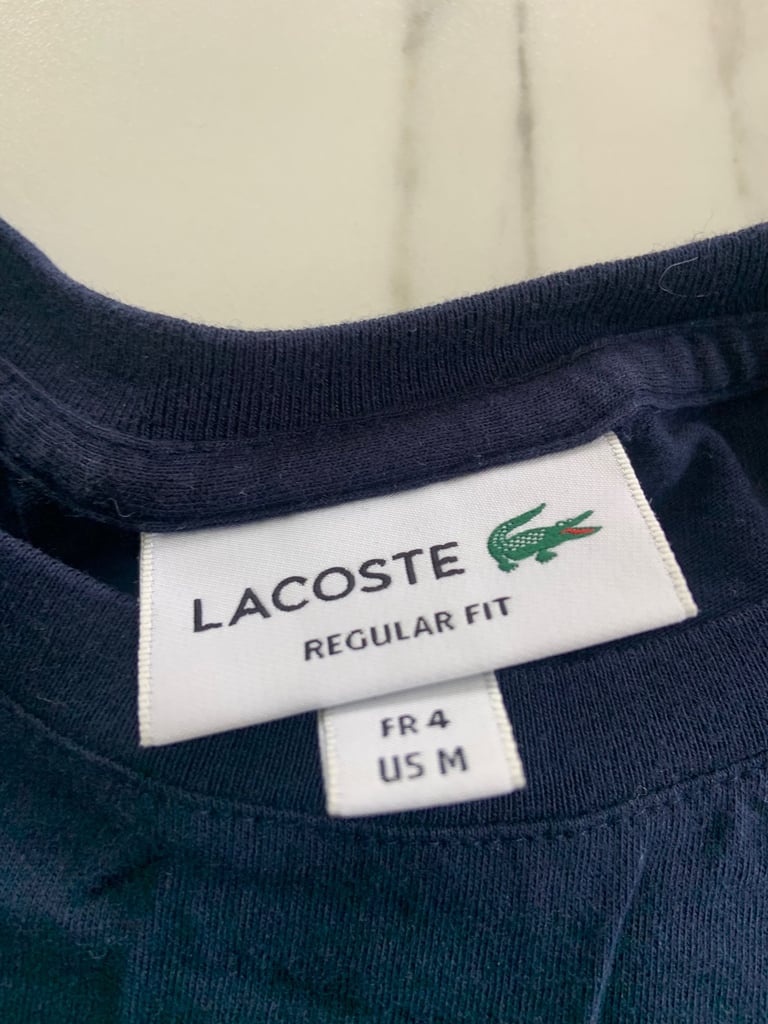 LACOSTE
REGULAR FIT
FR 4
US M